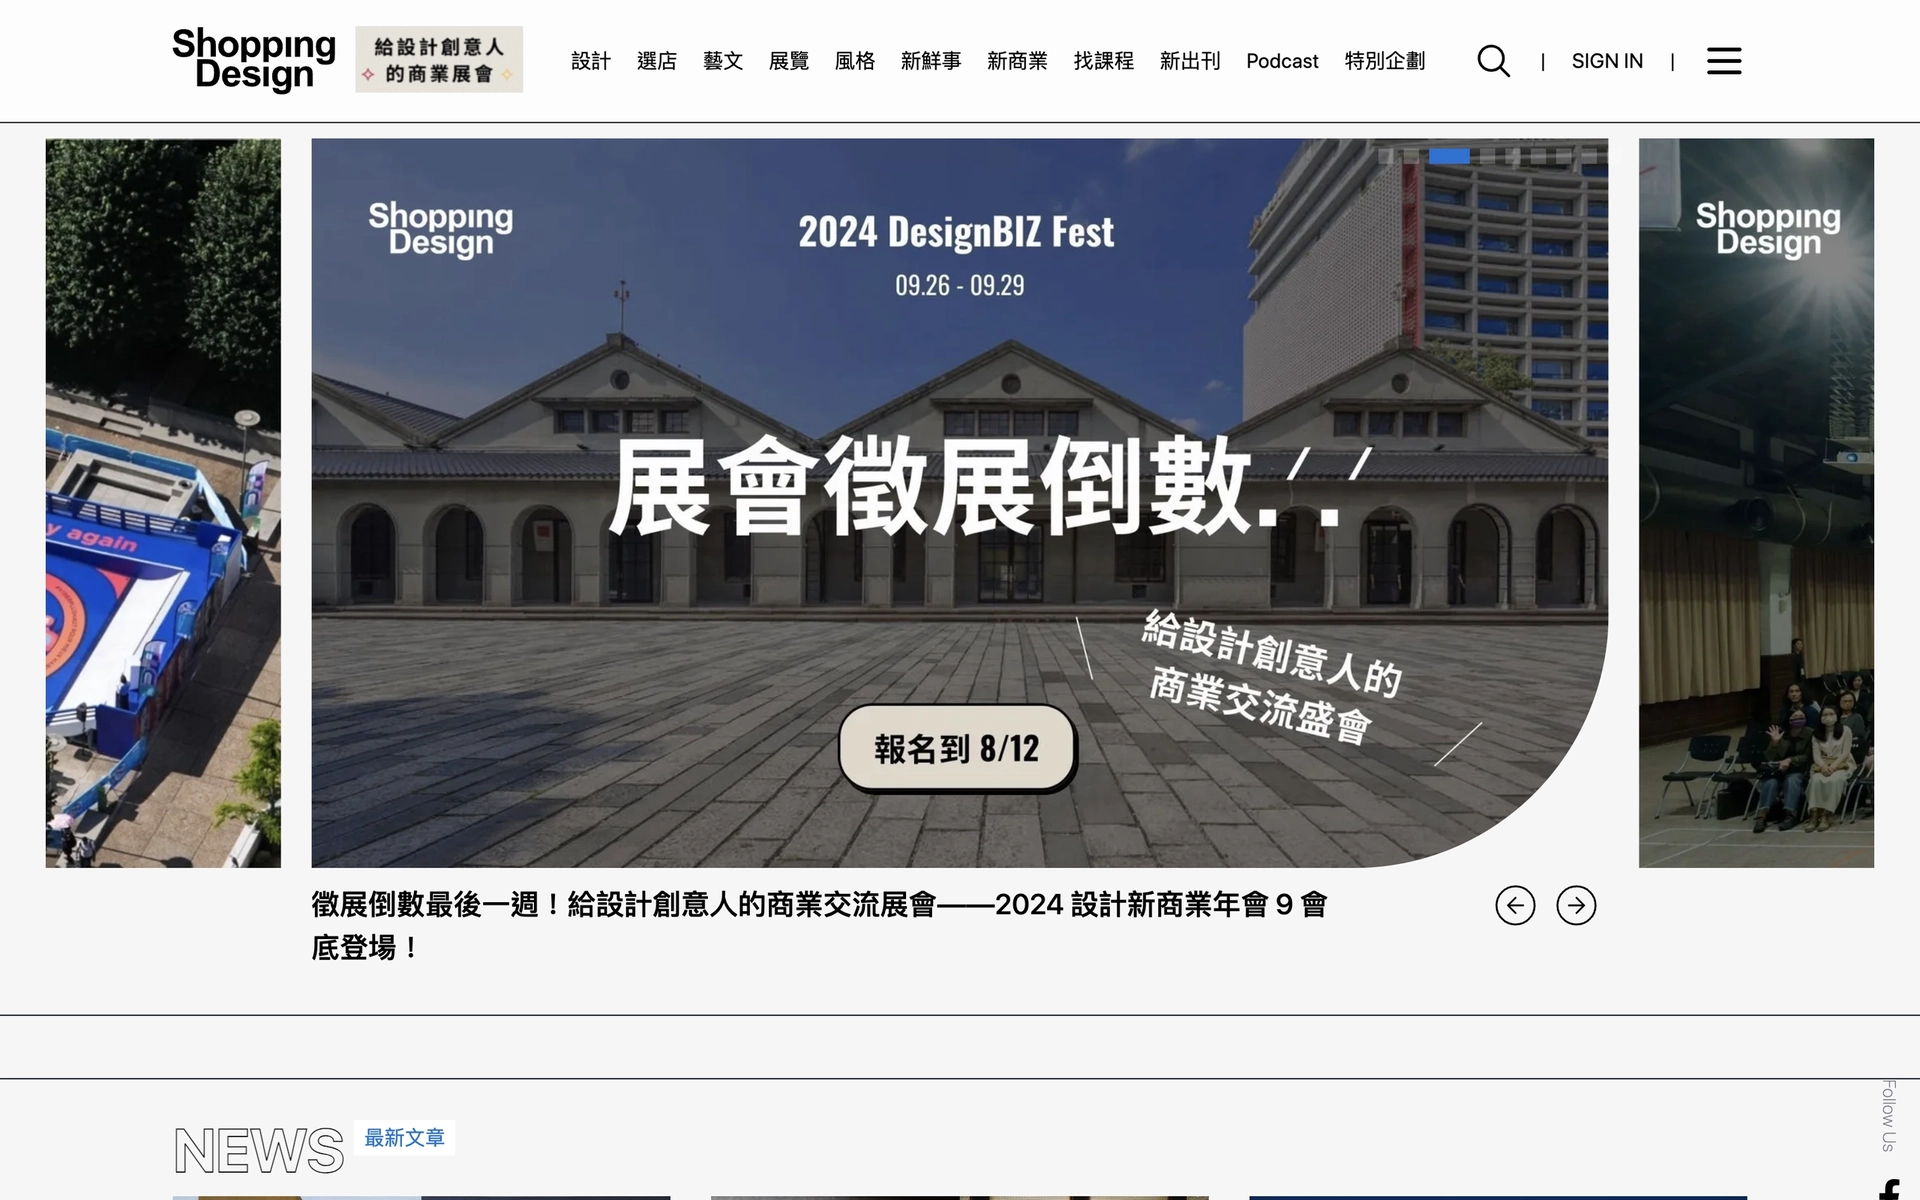 Shopping
Design
給設計創意人
的商業展會
設計
選店
藝文
展覽
風格
新鮮事
新商業
找課程
新出刊
Podcast
特別企劃
|
SIGN IN
|
y again
Shopping
Design
2024 DesignBIZ Fest
09.26 - 09.29
展會徵展倒數. .
給設計創意人的
商業交流盛會
報名到 8/12
Shopping
Design
徵展倒數最後一週！給設計創意人的商業交流展會——2024 設計新商業年會 9 會
底登場！
NEWS
最新文章
Follow Us